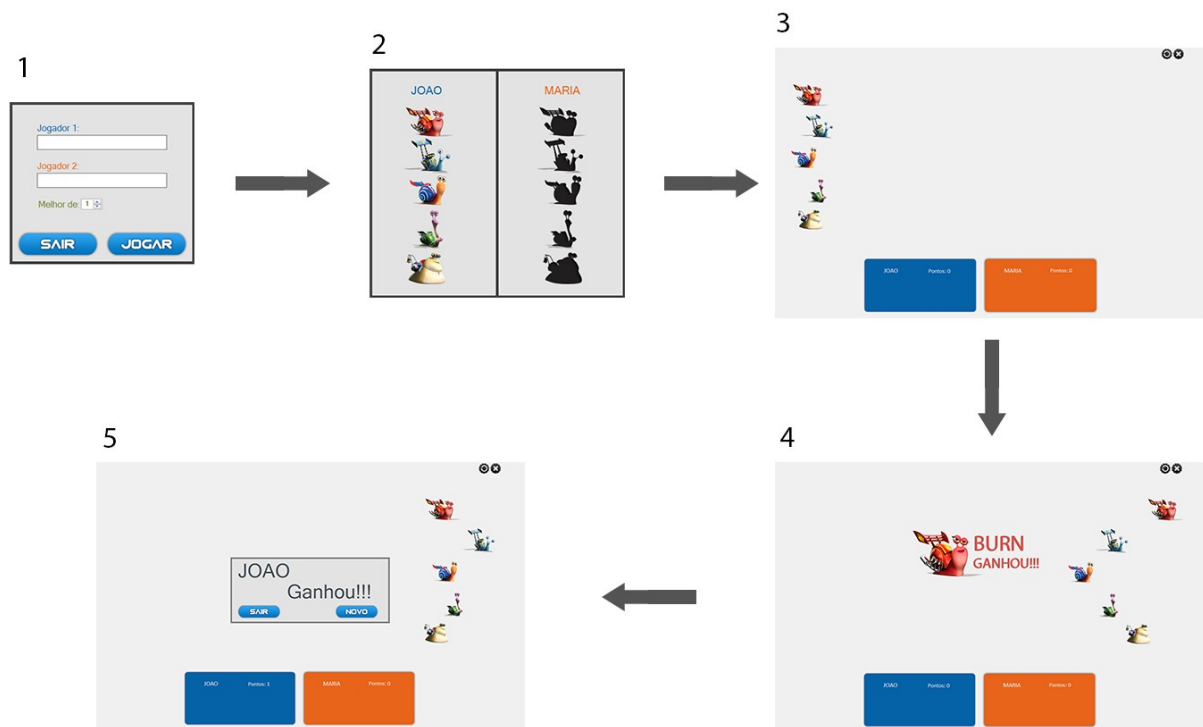 1
Jogador 1:
Jogador 2:
Melhor de: 1
SAIR JOGAR
2
JOAO MARIA
3
JOAO Pontos: 0 MARIA Pontos: 0
4
BURN
GANHOU!!!
JOAO Pontos: 0 MARIA Pontos: 0
5
JOAO
Ganhou!!!
SAIR NOVO
JOAO Pontos: 1 MARIA Pontos: 0